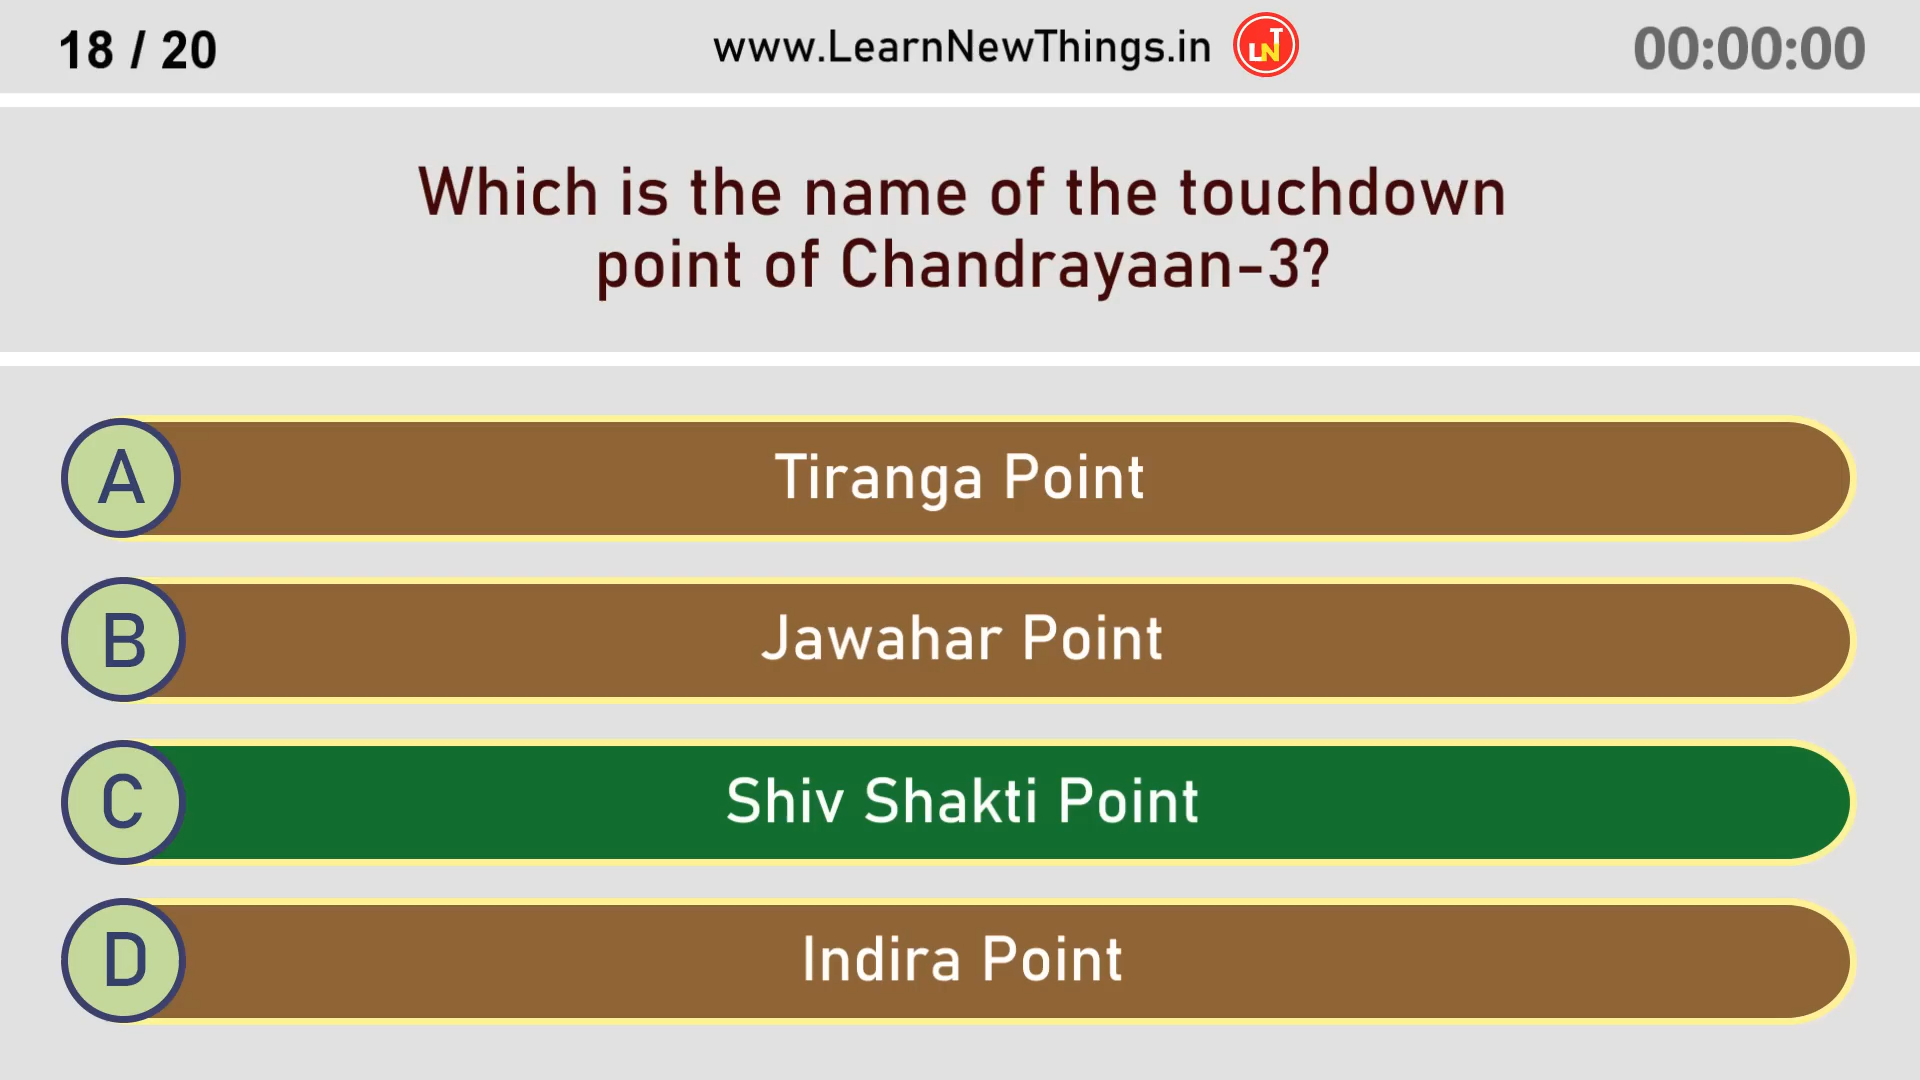 18 / 20
www.LearnNewThings.in
LNT
00:00:00
Which is the name of the touchdown
point of Chandrayaan-3?
A
Tiranga Point
B
Jawahar Point
C
Shiv Shakti Point
D
Indira Point